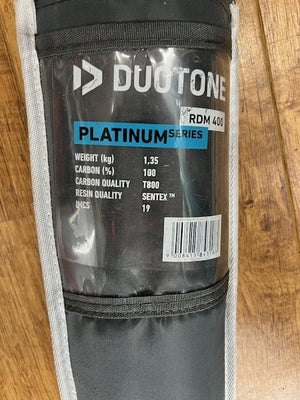 DUOTONE
RDM 400
PLATINUM SERIES
WEIGHT (kg) 1,35
CARBON (%) 100
CARBON QUALITY T800
RESIN QUALITY SENTEX™
IMCS 19